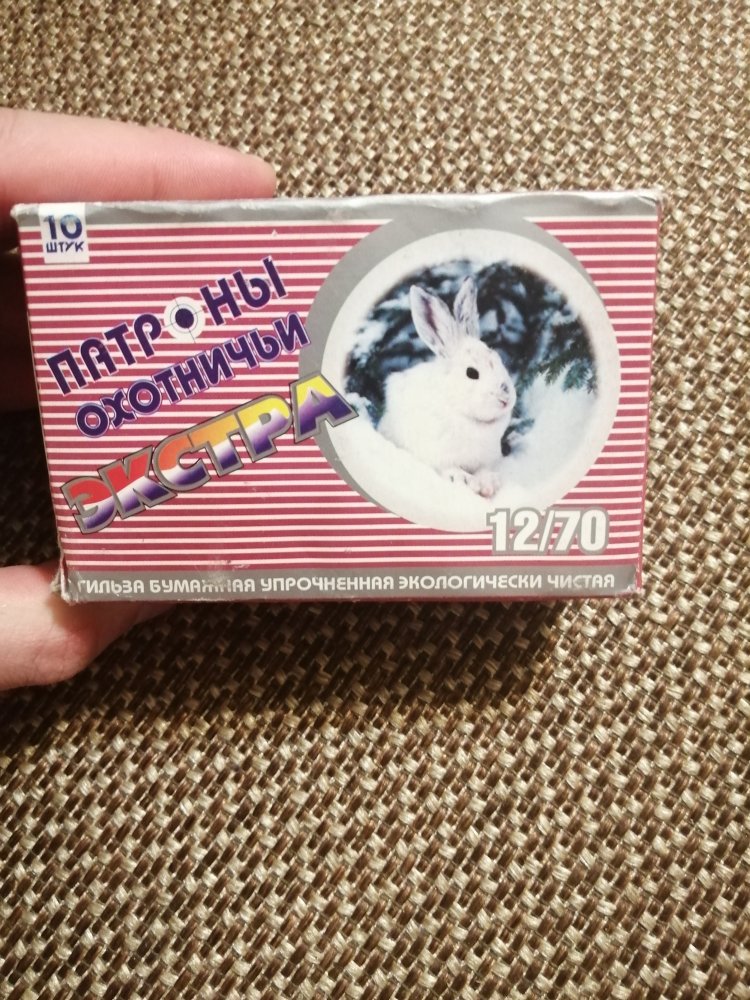 10
ШТУК
ПАТРОНЫ
ОХОТНИЧЬИ
ЭКСТРА
12/70
ГИЛЬЗА БУМАЖНАЯ УПРОЧНЕННАЯ ЭКОЛОГИЧЕСКИ ЧИСТАЯ